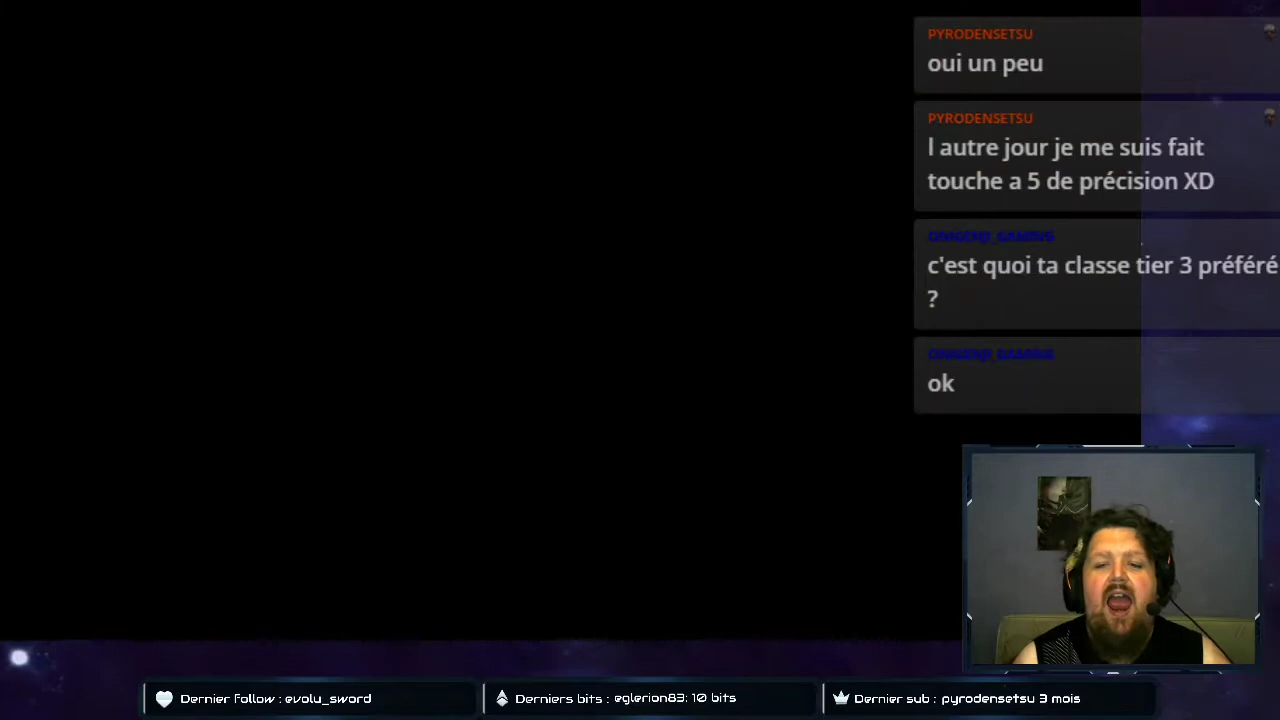 PYRODENSETSU
oui un peu
PYRODENSETSU
l autre jour je me suis fait
touche a 5 de précision XD
c'est quoi ta classe tier 3 préféré
?
ok
Dernier Follow : evolu_sword
Derniers bits : eglerion83: 10 bits
Dernier sub : pyrodensetsu 3 mois